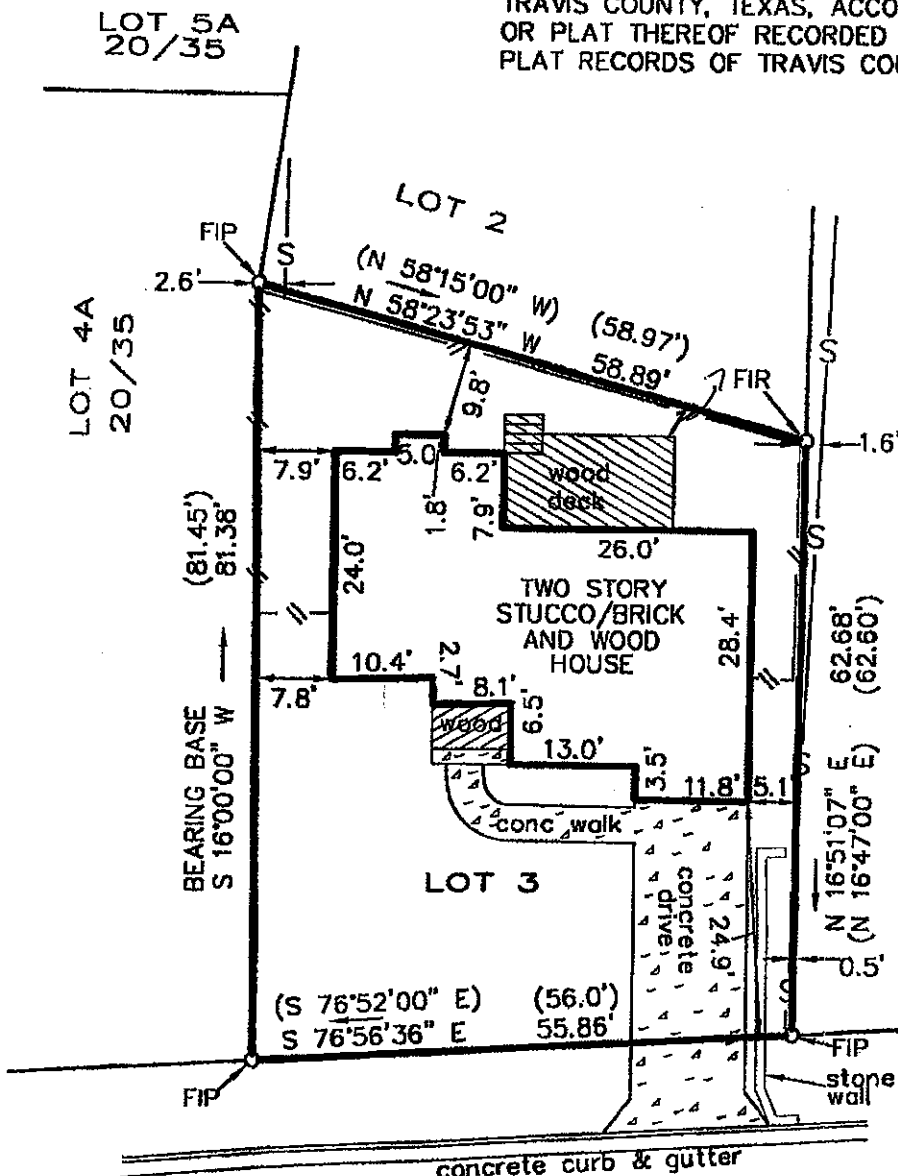 TRAVIS COUNTY, TEXAS, ACCO
OR PLAT THEREOF RECORDED
PLAT RECORDS OF TRAVIS COU
LOT 5A
20/35
LOT 2
FIP
S
2.6'
(N 58°15'00" W)
N 58°23'53" W
(58.97')
58.89'
FIR
S
1.6'
LOT 4A
20/35
9.8'
7.9'
6.2'
5.0
6.2'
1.8'
7.9'
wood
deck
26.0'
S
(81.45')
81.38'
24.0'
TWO STORY
STUCCO/BRICK
AND WOOD
HOUSE
28.4'
62.68'
(62.60')
10.4'
2.7'
8.1'
6.5'
7.8'
wood
13.0'
3.5'
11.8'
5.1'
S
BEARING BASE
S 16°00'00" W
conc walk
N 16°51'07" E
(N 16°47'00" E)
LOT 3
concrete
drive
24.9'
0.5'
S
(S 76°52'00" E)
(56.0')
S 76°56'36" E
55.86'
FIP
FIP
stone
wall
concrete curb & gutter